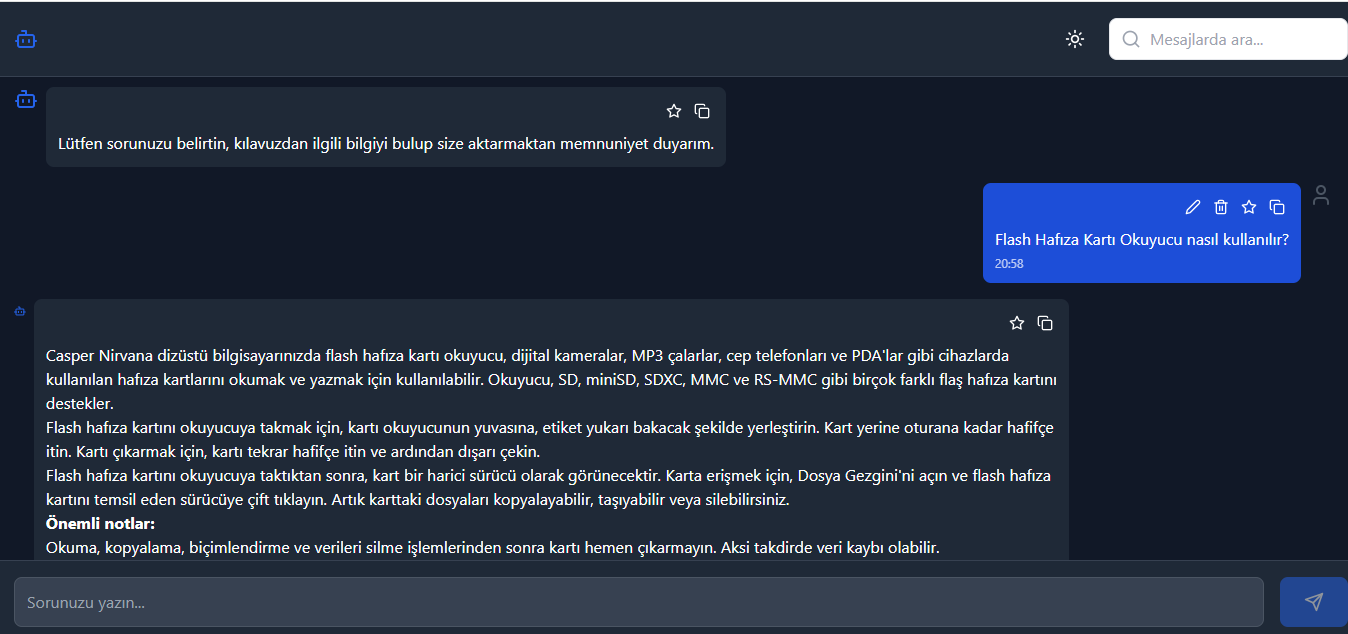 Mesajlarda ara...
Lütfen sorunuzu belirtin, kılavuzdan ilgili bilgiyi bulup size aktarmaktan memnuniyet duyarım.
Flash Hafıza Kartı Okuyucu nasıl kullanılır?
20:58
Casper Nirvana dizüstü bilgisayarınızda flash hafıza kartı okuyucu, dijital kameralar, MP3 çalarlar, cep telefonları ve PDA'lar gibi cihazlarda
kullanılan hafıza kartlarını okumak ve yazmak için kullanılabilir. Okuyucu, SD, miniSD, SDXC, MMC ve RS-MMC gibi birçok farklı flaş hafıza kartını
destekler.
Flash hafıza kartını okuyucuya takmak için, kartı okuyucunun yuvasına, etiket yukarı bakacak şekilde yerleştirin. Kart yerine oturana kadar hafifçe
itin. Kartı çıkarmak için, kartı tekrar hafifçe itin ve ardından dışarı çekin.
Flash hafıza kartını okuyucuya taktıktan sonra, kart bir harici sürücü olarak görünecektir. Karta erişmek için, Dosya Gezgini'ni açın ve flash hafıza
kartını temsil eden sürücüye çift tıklayın. Artık karttaki dosyaları kopyalayabilir, taşıyabilir veya silebilirsiniz.
Önemli notlar:
Okuma, kopyalama, biçimlendirme ve verileri silme işlemlerinden sonra kartı hemen çıkarmayın. Aksi takdirde veri kaybı olabilir.
Sorunuzu yazın...